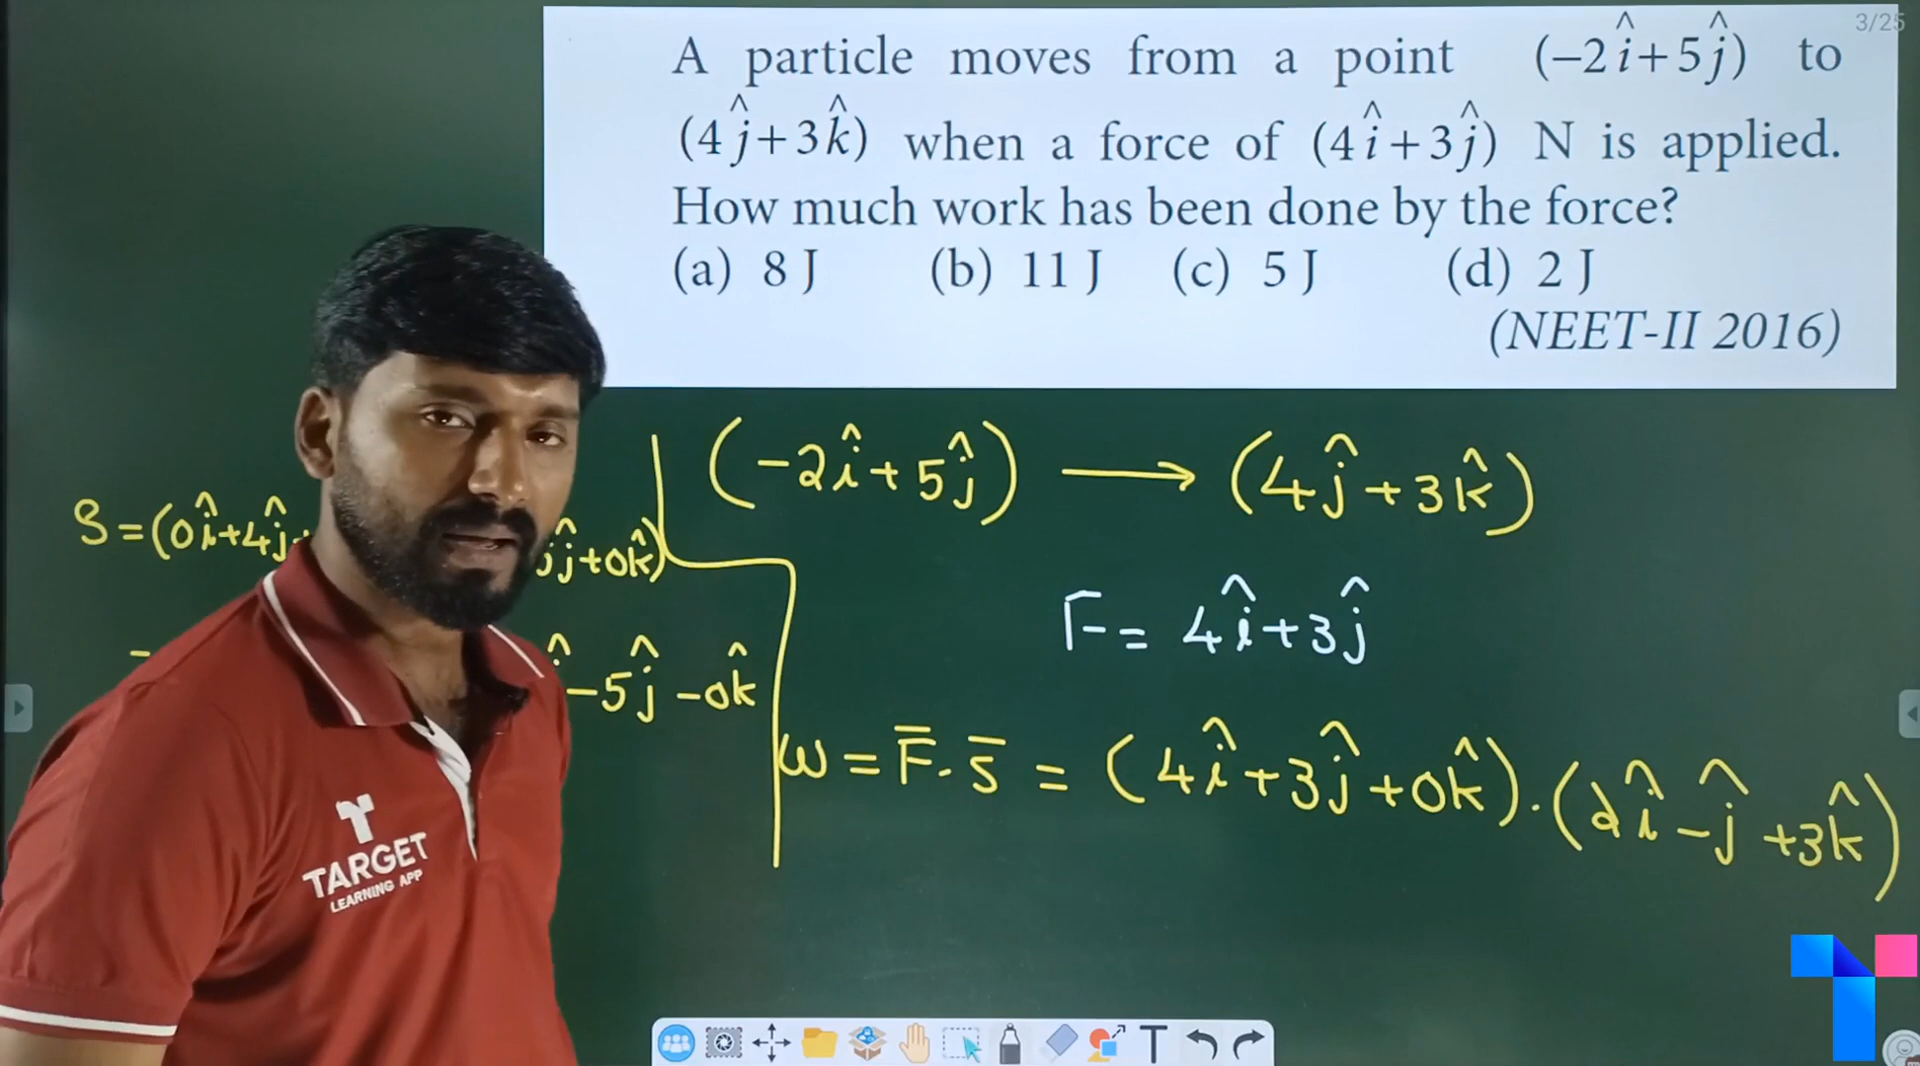 3/25
A particle moves from a point (−2î+5ĵ) to
(4ĵ+3k̂) when a force of (4î+3ĵ) N is applied.
How much work has been done by the force?
(a) 8 J (b) 11 J (c) 5 J (d) 2 J
(NEET-II 2016)
(-2î+5ĵ) → (4ĵ+3k̂)
S=(0î+4ĵ+ ĵ+0k̂)
F= 4î+3ĵ
-5ĵ -0k̂
W = F̅.S̅ = (4î+3ĵ+0k̂).(2î-ĵ+3k̂)
TARGET
LEARNING APP
T